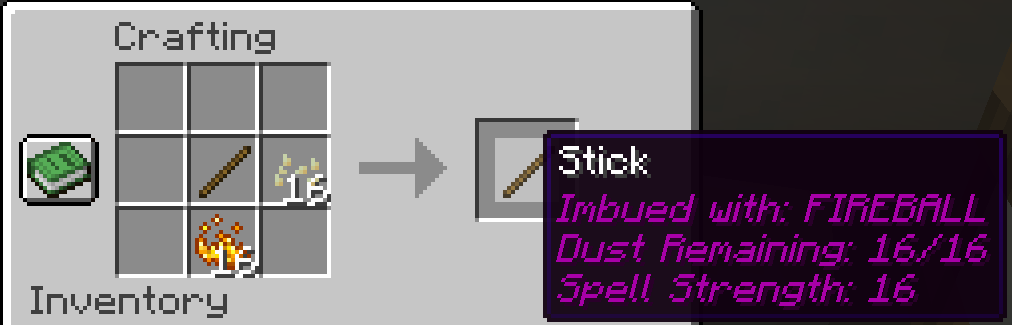 Crafting
16
Stick
Imbued with: FIREBALL
Dust Remaining: 16/16
Spell Strength: 16
16
Inventory